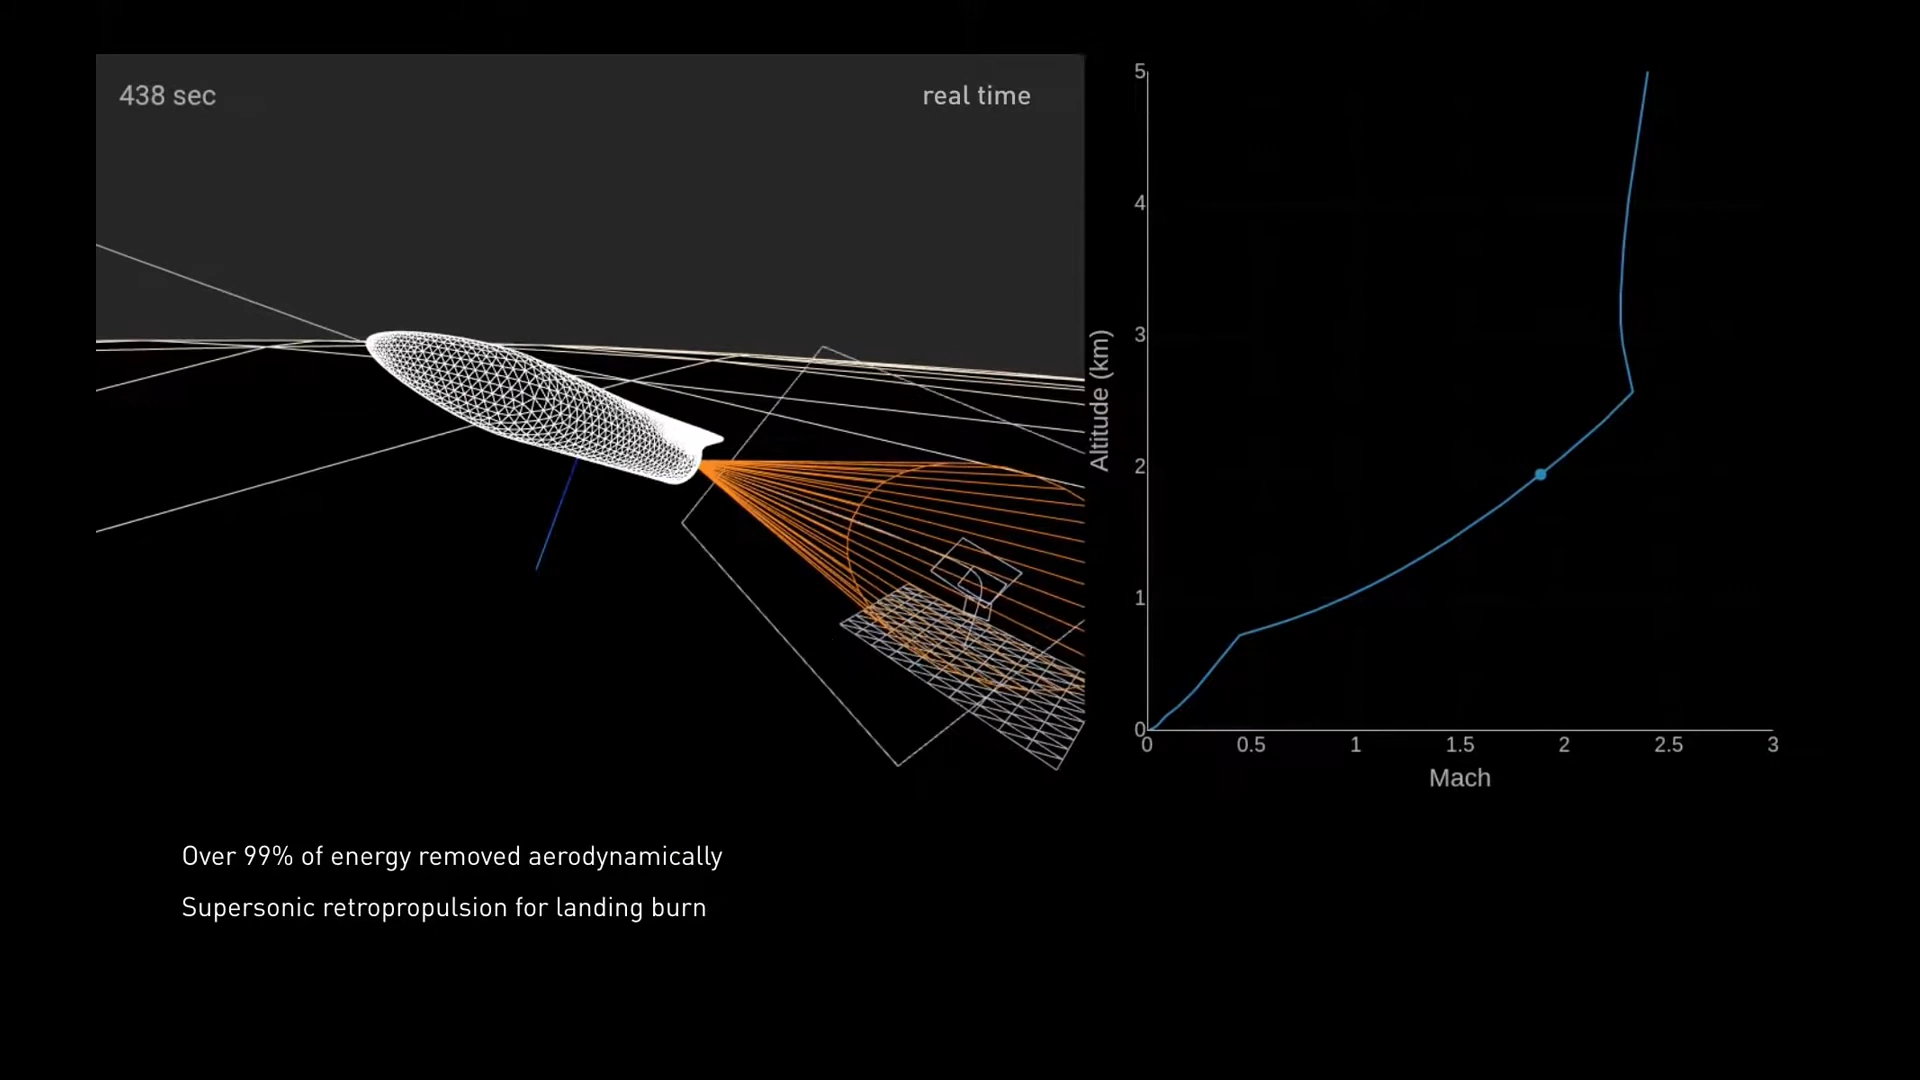 438 sec
real time
5
4
3
2
1
0
Altitude (km)
0 0.5 1 1.5 2 2.5 3
Mach
Over 99% of energy removed aerodynamically
Supersonic retropropulsion for landing burn